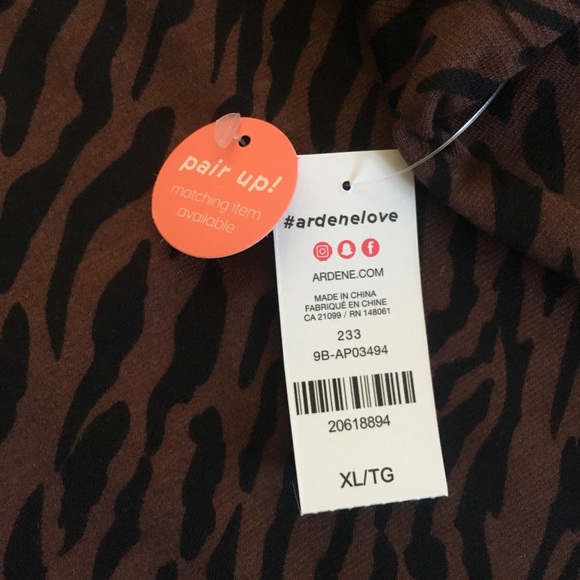 pair up!
matching item
available
#ardenelove
ARDENE.COM
MADE IN CHINA
FABRIQUÉ EN CHINE
CA 21099 / RN 148061
233
9B-AP03494
20618894
XL/TG